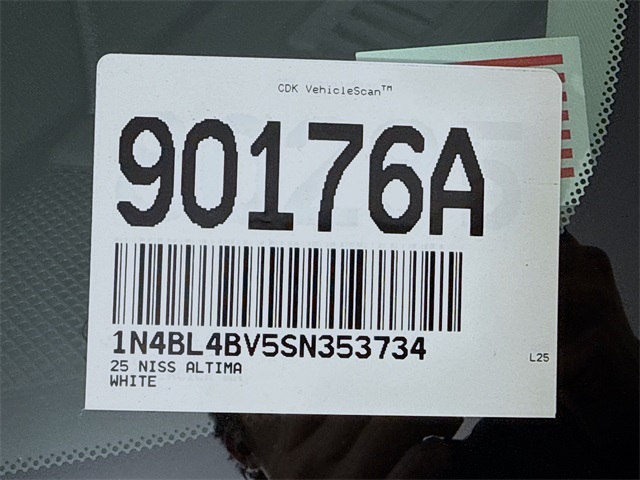 CDK VehicleScan™
90176A
1N4BL4BV5SN353734
25 NISS ALTIMA
WHITE
L25